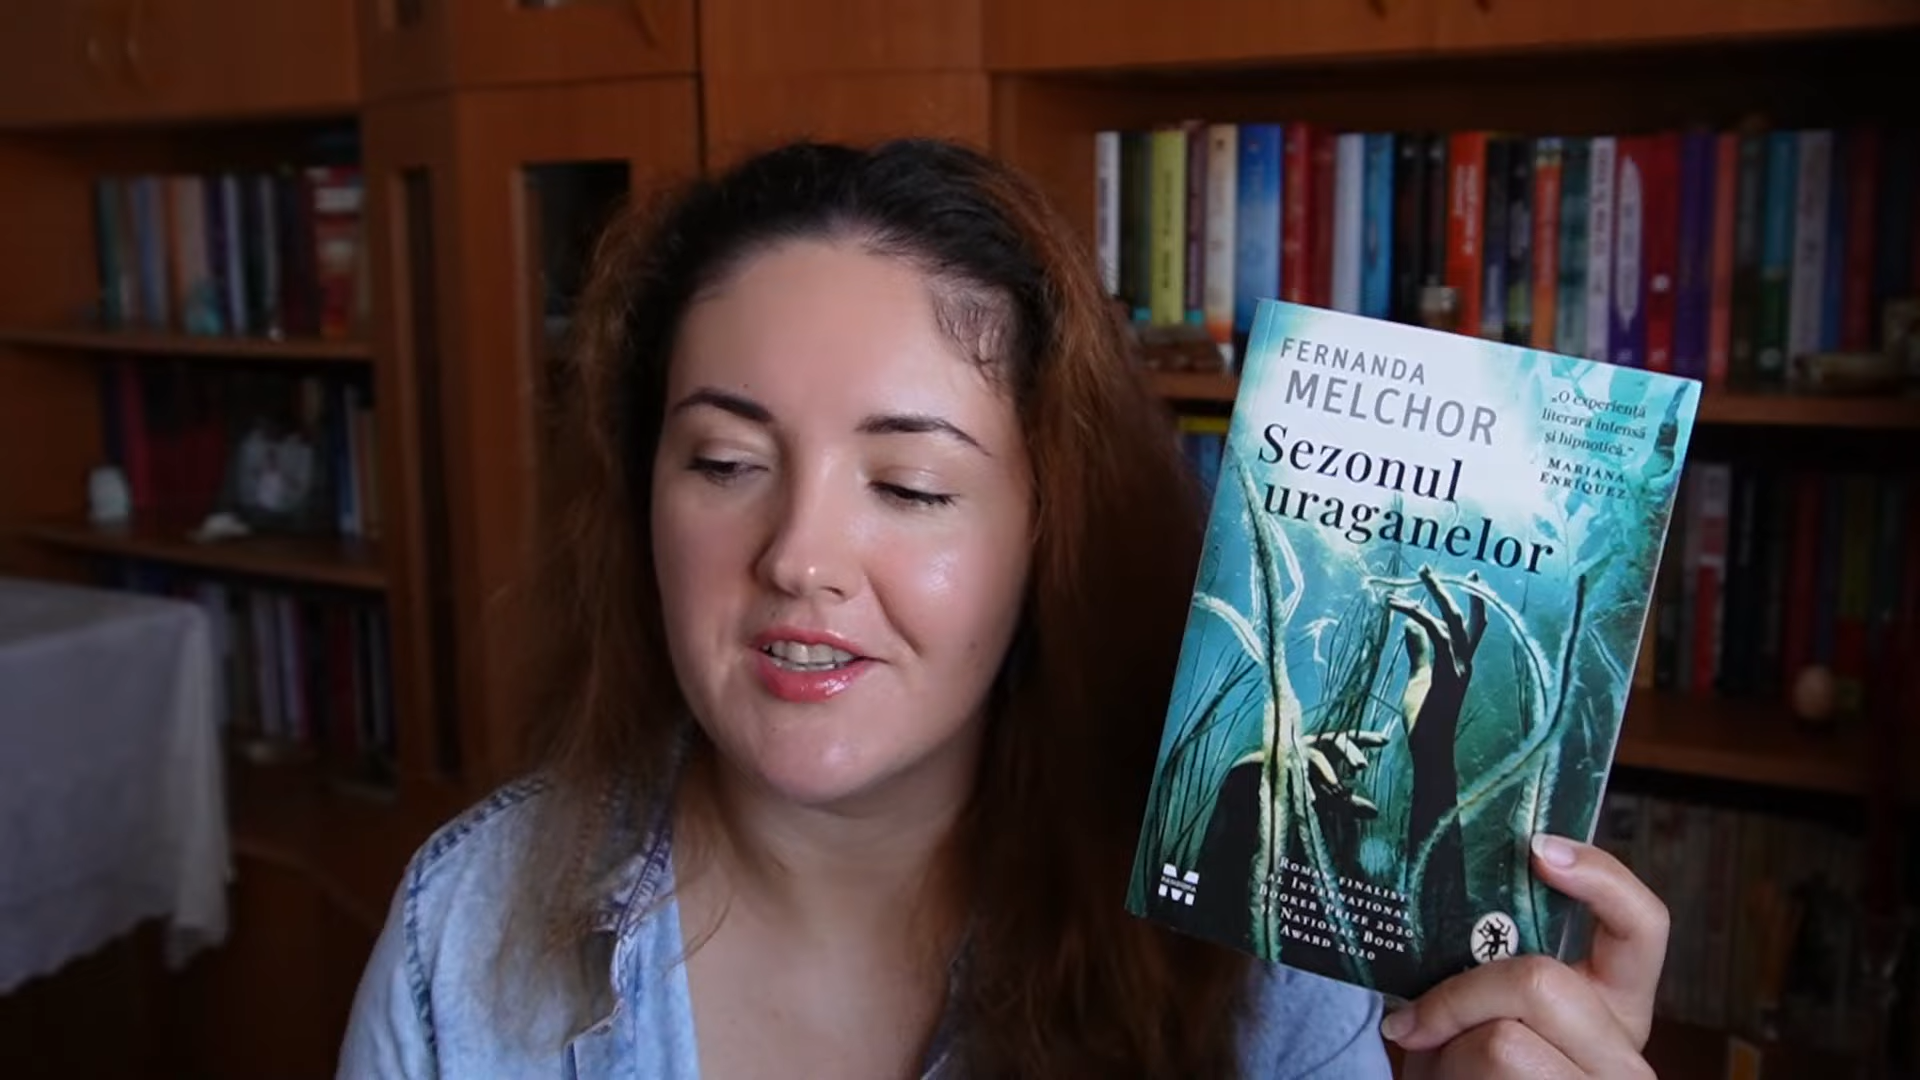 FERNANDA
MELCHOR
Sezonul
uraganelor
„O experiență
literară intensă
și hipnotică.”
MARIANA
ENRIQUEZ
ROMAN FINALIST
AL INTERNATIONAL
BOOKER PRIZE 2020
ȘI NATIONAL BOOK
AWARD 2020
PANDORA
M